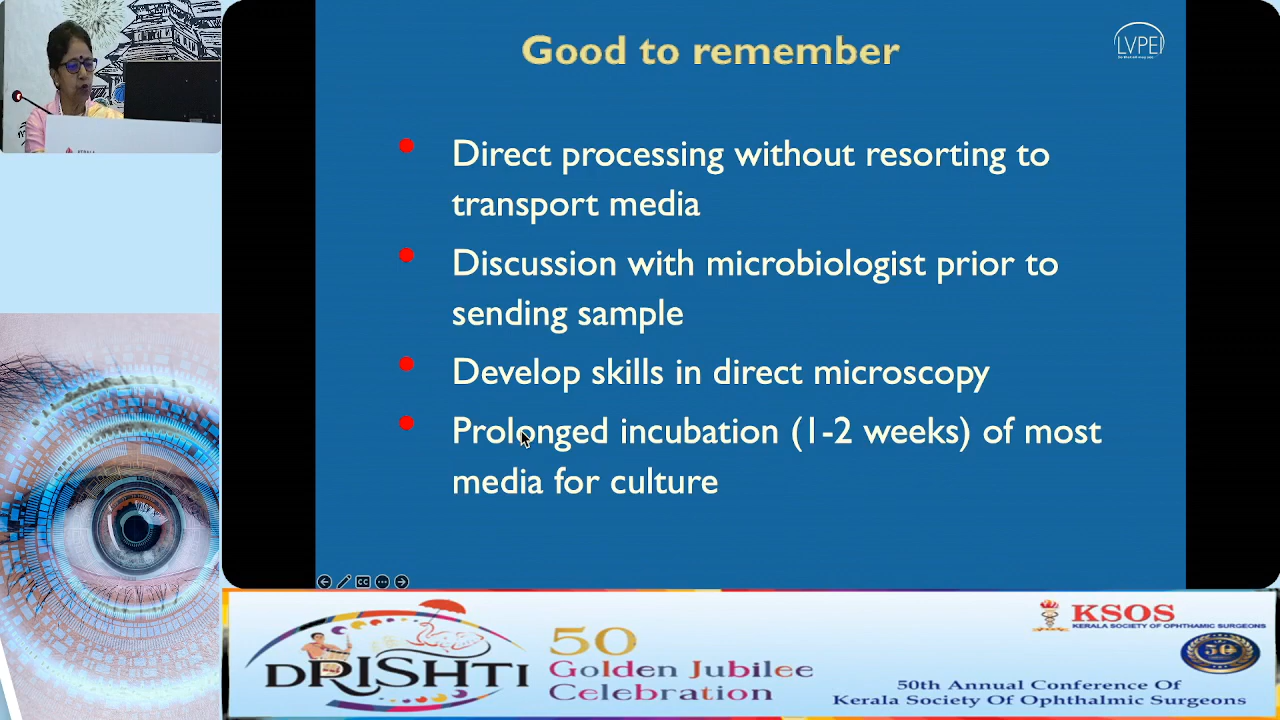 Good to remember
LVPEI
Direct processing without resorting to
transport media
Discussion with microbiologist prior to
sending sample
Develop skills in direct microscopy
Prolonged incubation (1-2 weeks) of most
media for culture
DRISHTI
50
Golden Jubilee
Celebration
KSOS
KERALA SOCIETY OF OPHTHAMIC SURGEONS
50
50th Annual Conference Of
Kerala Society Of Ophthalmic Surgeons